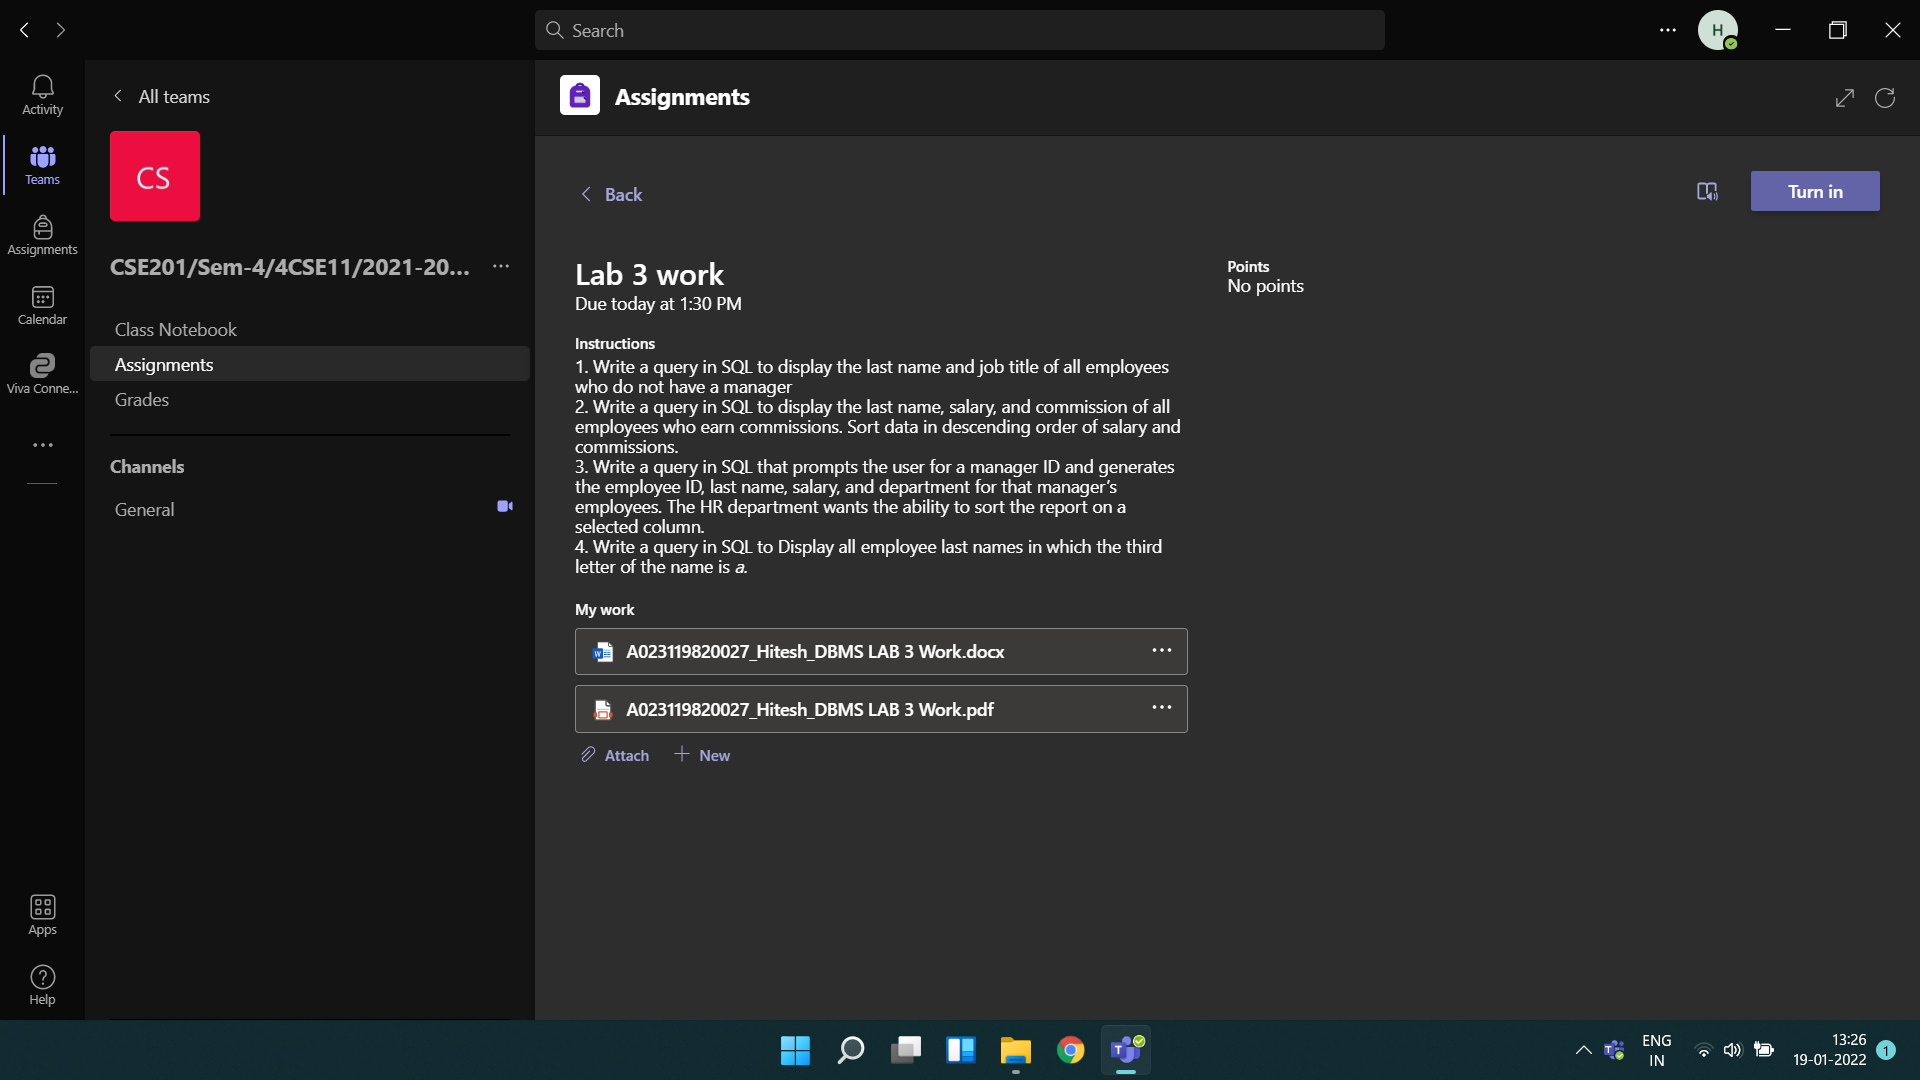 Search
H
Activity
Teams
Assignments
Calendar
Viva Conne...
Apps
Help
All teams
CS
CSE201/Sem-4/4CSE11/2021-20...
Class Notebook
Assignments
Grades
Channels
General
Assignments
Back
Turn in
Lab 3 work
Due today at 1:30 PM
Points
No points
Instructions
1. Write a query in SQL to display the last name and job title of all employees
who do not have a manager
2. Write a query in SQL to display the last name, salary, and commission of all
employees who earn commissions. Sort data in descending order of salary and
commissions.
3. Write a query in SQL that prompts the user for a manager ID and generates
the employee ID, last name, salary, and department for that manager’s
employees. The HR department wants the ability to sort the report on a
selected column.
4. Write a query in SQL to Display all employee last names in which the third
letter of the name is a.
My work
A023119820027_Hitesh_DBMS LAB 3 Work.docx
A023119820027_Hitesh_DBMS LAB 3 Work.pdf
Attach
New
ENG
IN
13:26
19-01-2022
1